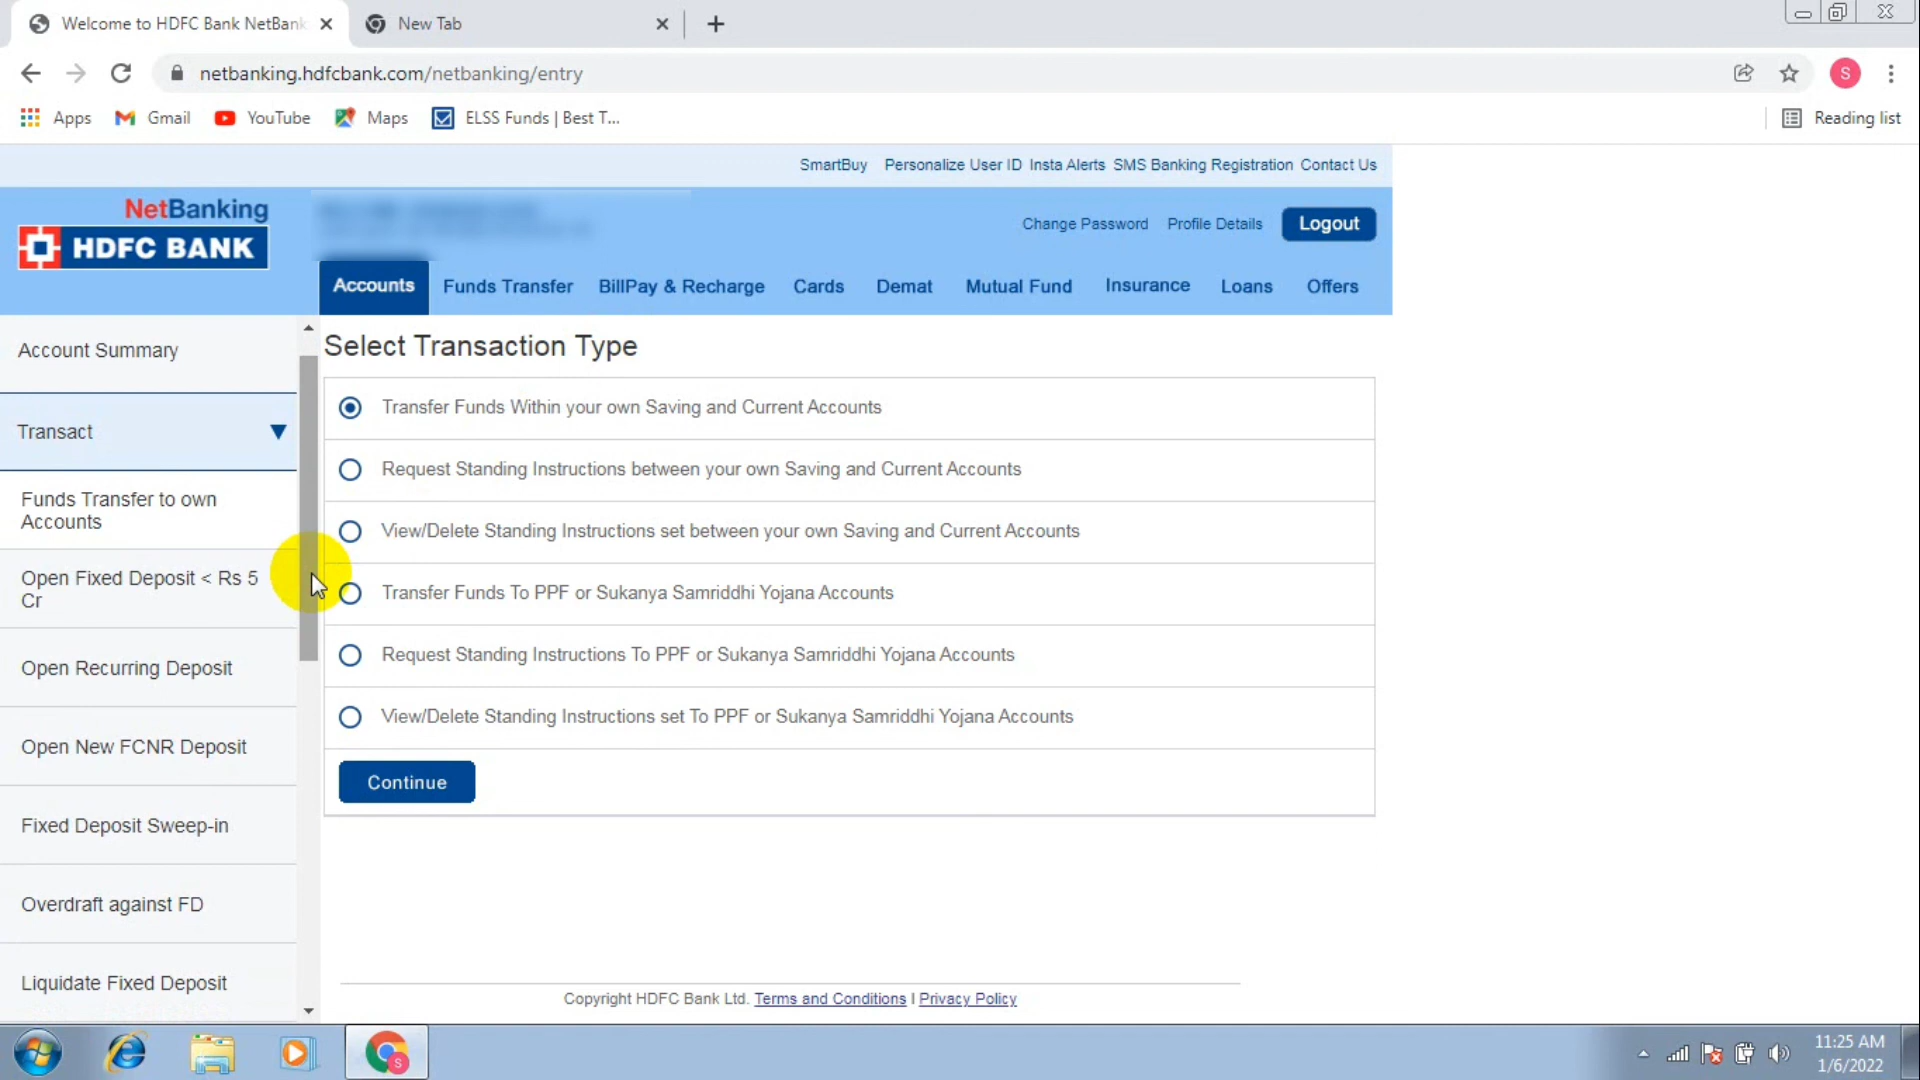 Welcome to HDFC Bank NetBank
New Tab
netbanking.hdfcbank.com/netbanking/entry
S
Apps
Gmail
YouTube
Maps
ELSS Funds | Best T...
Reading list
SmartBuy Personalize User ID Insta Alerts SMS Banking Registration Contact Us
NetBanking
HDFC BANK
Change Password Profile Details Logout
Accounts Funds Transfer BillPay & Recharge Cards Demat Mutual Fund Insurance Loans Offers
Account Summary
Transact
Funds Transfer to own
Accounts
Open Fixed Deposit < Rs 5
Cr
Open Recurring Deposit
Open New FCNR Deposit
Fixed Deposit Sweep-in
Overdraft against FD
Liquidate Fixed Deposit
Select Transaction Type
Transfer Funds Within your own Saving and Current Accounts
Request Standing Instructions between your own Saving and Current Accounts
View/Delete Standing Instructions set between your own Saving and Current Accounts
Transfer Funds To PPF or Sukanya Samriddhi Yojana Accounts
Request Standing Instructions To PPF or Sukanya Samriddhi Yojana Accounts
View/Delete Standing Instructions set To PPF or Sukanya Samriddhi Yojana Accounts
Continue
Copyright HDFC Bank Ltd. Terms and Conditions I Privacy Policy
S
11:25 AM
1/6/2022